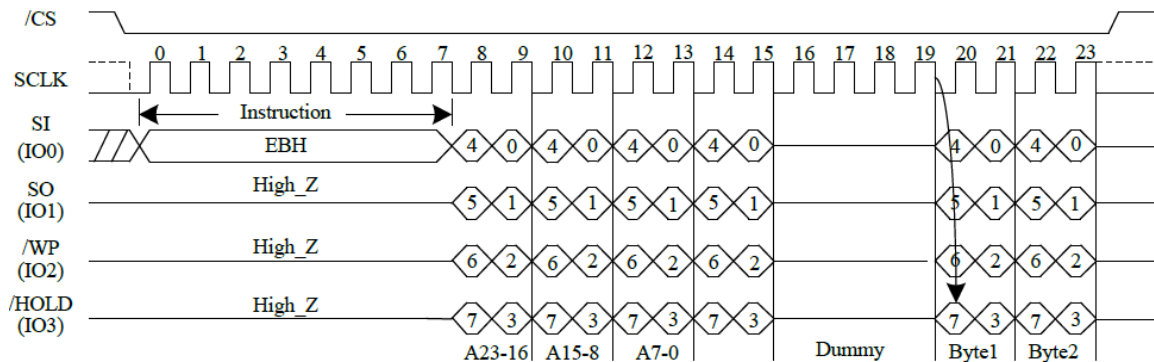 /CS
0 1 2 3 4 5 6 7 8 9 10 11 12 13 14 15 16 17 18 19 20 21 22 23
SCLK
Instruction
SI
(IO0)
EBH
4 0 4 0 4 0 4 0 4 0 4 0
SO
(IO1)
High_Z
5 1 5 1 5 1 5 1 5 1 5 1
/WP
(IO2)
High_Z
6 2 6 2 6 2 6 2 6 2 6 2
/HOLD
(IO3)
High_Z
7 3 7 3 7 3 7 3 7 3 7 3
A23-16 A15-8 A7-0 Dummy Byte1 Byte2